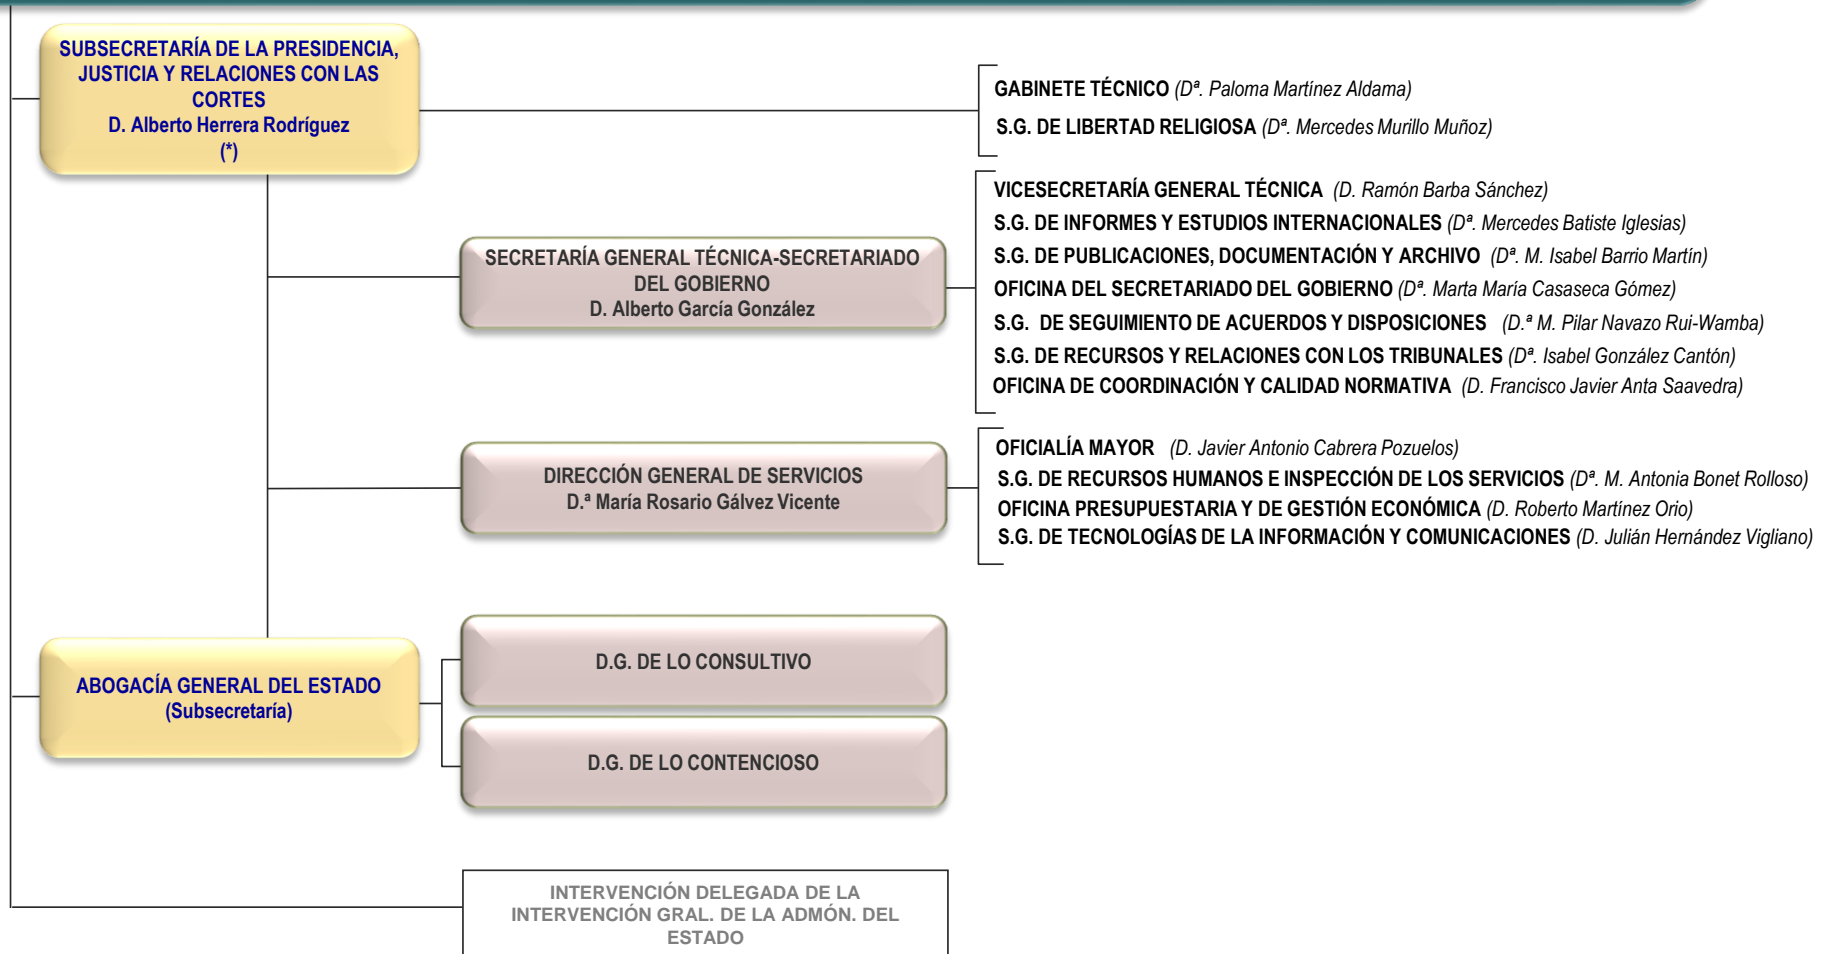 SUBSECRETARÍA DE LA PRESIDENCIA,
JUSTICIA Y RELACIONES CON LAS
CORTES
D. Alberto Herrera Rodríguez
(*)
GABINETE TÉCNICO (Dª. Paloma Martínez Aldama)
S.G. DE LIBERTAD RELIGIOSA (Dª. Mercedes Murillo Muñoz)
SECRETARÍA GENERAL TÉCNICA-SECRETARIADO
DEL GOBIERNO
D. Alberto García González
VICESECRETARÍA GENERAL TÉCNICA (D. Ramón Barba Sánchez)
S.G. DE INFORMES Y ESTUDIOS INTERNACIONALES (Dª. Mercedes Batiste Iglesias)
S.G. DE PUBLICACIONES, DOCUMENTACIÓN Y ARCHIVO (Dª. M. Isabel Barrio Martín)
OFICINA DEL SECRETARIADO DEL GOBIERNO (Dª. Marta María Casaseca Gómez)
S.G. DE SEGUIMIENTO DE ACUERDOS Y DISPOSICIONES (D.ª M. Pilar Navazo Rui-Wamba)
S.G. DE RECURSOS Y RELACIONES CON LOS TRIBUNALES (Dª. Isabel González Cantón)
OFICINA DE COORDINACIÓN Y CALIDAD NORMATIVA (D. Francisco Javier Anta Saavedra)
DIRECCIÓN GENERAL DE SERVICIOS
D.ª María Rosario Gálvez Vicente
OFICIALÍA MAYOR (D. Javier Antonio Cabrera Pozuelos)
S.G. DE RECURSOS HUMANOS E INSPECCIÓN DE LOS SERVICIOS (Dª. M. Antonia Bonet Rolloso)
OFICINA PRESUPUESTARIA Y DE GESTIÓN ECONÓMICA (D. Roberto Martínez Orio)
S.G. DE TECNOLOGÍAS DE LA INFORMACIÓN Y COMUNICACIONES (D. Julián Hernández Vigliano)
ABOGACÍA GENERAL DEL ESTADO
(Subsecretaría)
D.G. DE LO CONSULTIVO
D.G. DE LO CONTENCIOSO
INTERVENCIÓN DELEGADA DE LA
INTERVENCIÓN GRAL. DE LA ADMÓN. DEL
ESTADO